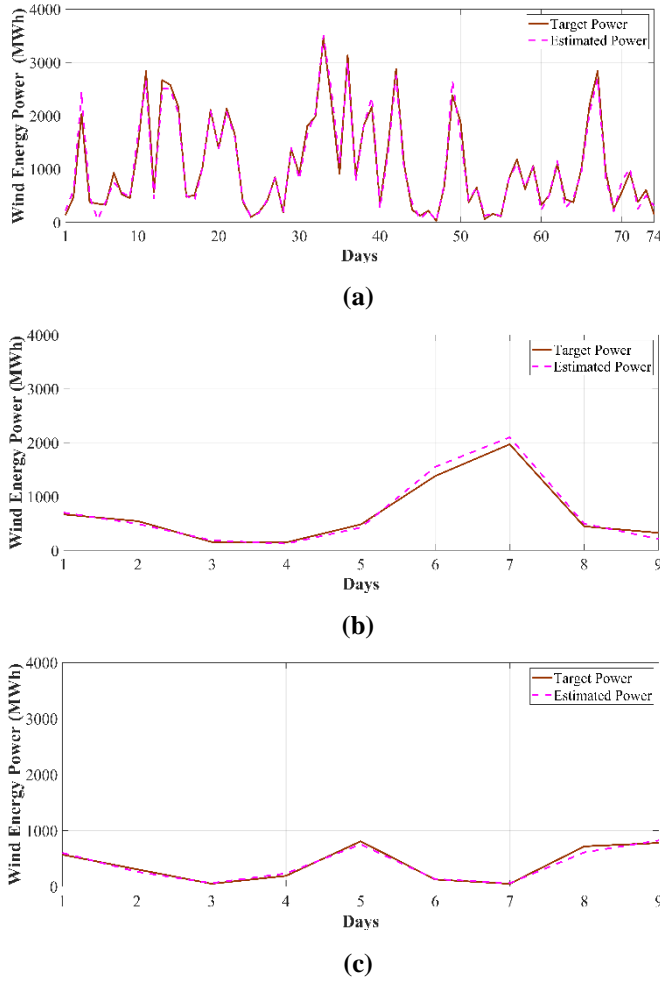 4000
3000
2000
1000
0
Wind Energy Power (MWh)
Target Power
Estimated Power
1
10
20
30
40
50
60
70
74
Days
(a)
4000
3000
2000
1000
0
Wind Energy Power (MWh)
Target Power
Estimated Power
1
2
3
4
5
6
7
8
9
Days
(b)
4000
3000
2000
1000
0
Wind Energy Power (MWh)
Target Power
Estimated Power
1
2
3
4
5
6
7
8
9
Days
(c)